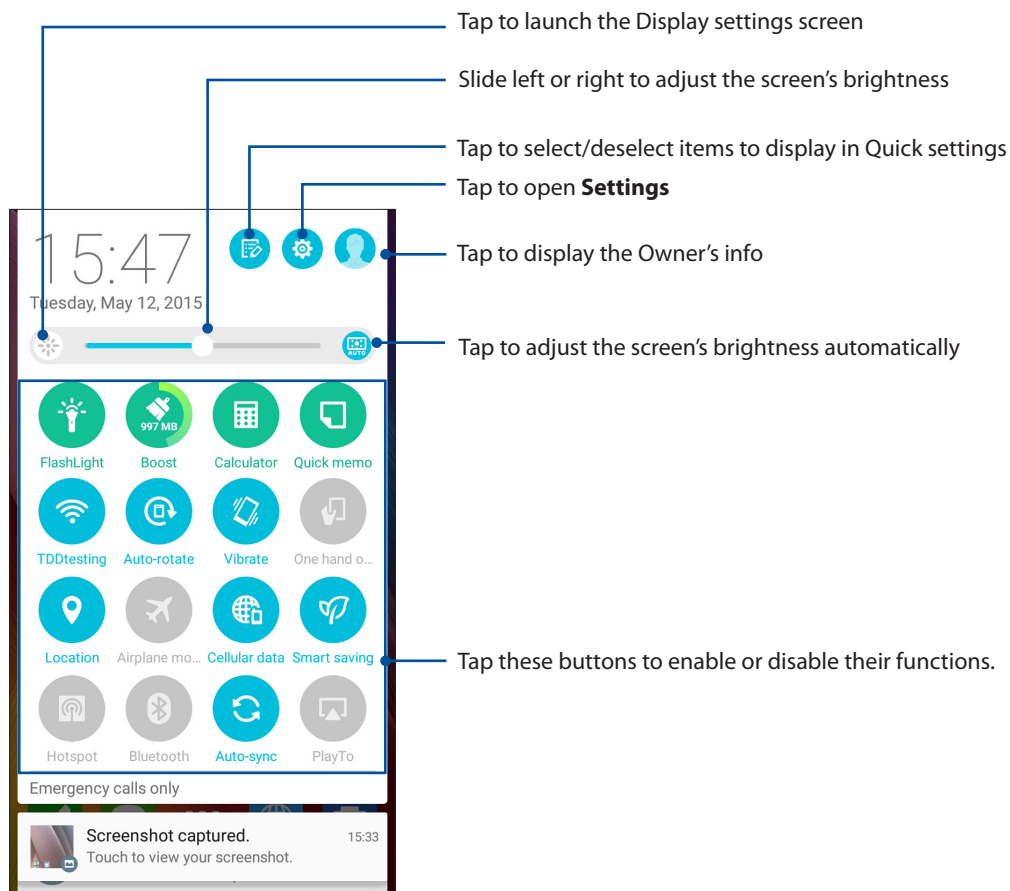 Tap to launch the Display settings screen
Slide left or right to adjust the screen’s brightness
Tap to select/deselect items to display in Quick settings
Tap to open Settings
15:47
Tuesday, May 12, 2015
Tap to display the Owner’s info
AUTO
Tap to adjust the screen’s brightness automatically
997 MB
FlashLight Boost Calculator Quick memo
TDDtesting Auto-rotate Vibrate One hand o...
Location Airplane mo... Cellular data Smart saving
Tap these buttons to enable or disable their functions.
Hotspot Bluetooth Auto-sync PlayTo
Emergency calls only
Screenshot captured. 15:33
Touch to view your screenshot.